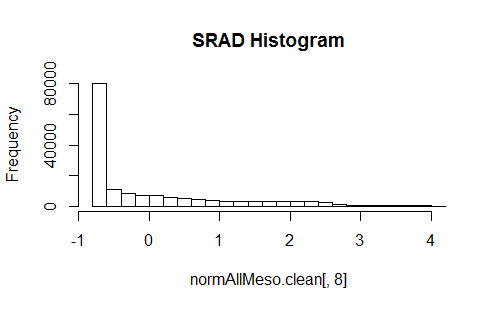 SRAD Histogram
Frequency
80000
40000
0
-1 0 1 2 3 4
normAllMeso.clean[, 8]